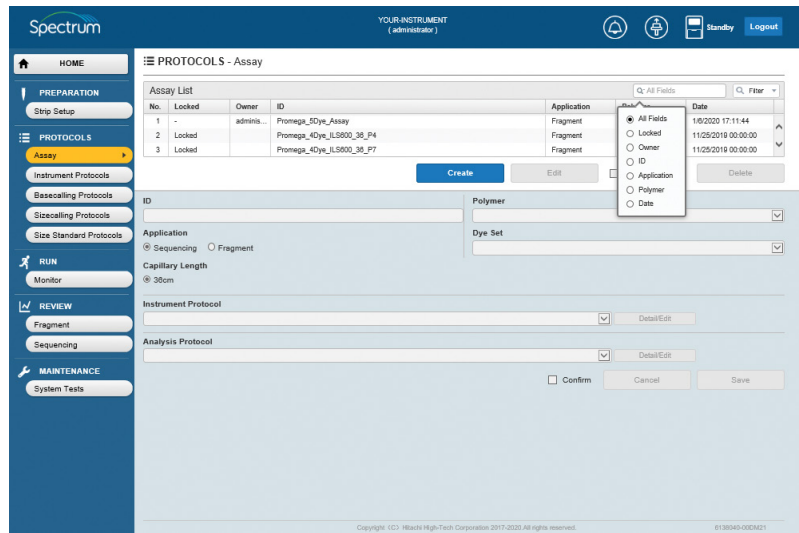 Spectrum
YOUR-INSTRUMENT
( administrator )
Standby
Logout
HOME
PREPARATION
Strip Setup
PROTOCOLS
Assay
Instrument Protocols
Basecalling Protocols
Sizecalling Protocols
Size Standard Protocols
RUN
Monitor
REVIEW
Fragment
Sequencing
MAINTENANCE
System Tests
PROTOCOLS - Assay
Assay List
All Fields
Filter
No. Locked Owner ID Application Date
1 - adminis... Promega_5Dye_Assay Fragment 1/6/2020 17:11:44
2 Locked Promega_4Dye_ILS600_36_P4 Fragment 11/25/2019 00:00:00
3 Locked Promega_4Dye_ILS600_36_P7 Fragment 11/25/2019 00:00:00
All Fields
Locked
Owner
ID
Application
Polymer
Date
Create Edit Delete
ID
Polymer
Application
Sequencing Fragment
Dye Set
Capillary Length
36cm
Instrument Protocol
Detail/Edit
Analysis Protocol
Detail/Edit
Confirm Cancel Save
Copyright (C) Hitachi High-Tech Corporation 2017-2020 All rights reserved.